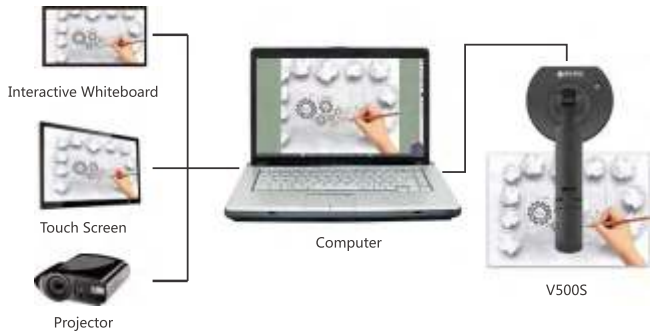 Interactive Whiteboard
Touch Screen
Projector
Computer
V500S